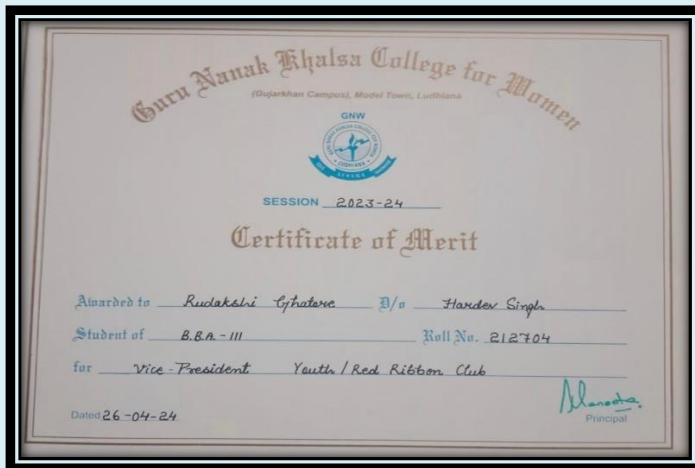 Guru Nanak Khalsa College for Women
(Gujarkhan Campus), Model Town, Ludhiana
GNW
SESSION 2023-24
Certificate of Merit
Awarded to Rudakshi Ghatore D/o Hardev Singh
Student of B.B.A - III Roll No. 212704
for Vice - President Youth / Red Ribbon Club
Dated 26-04-24
Principal